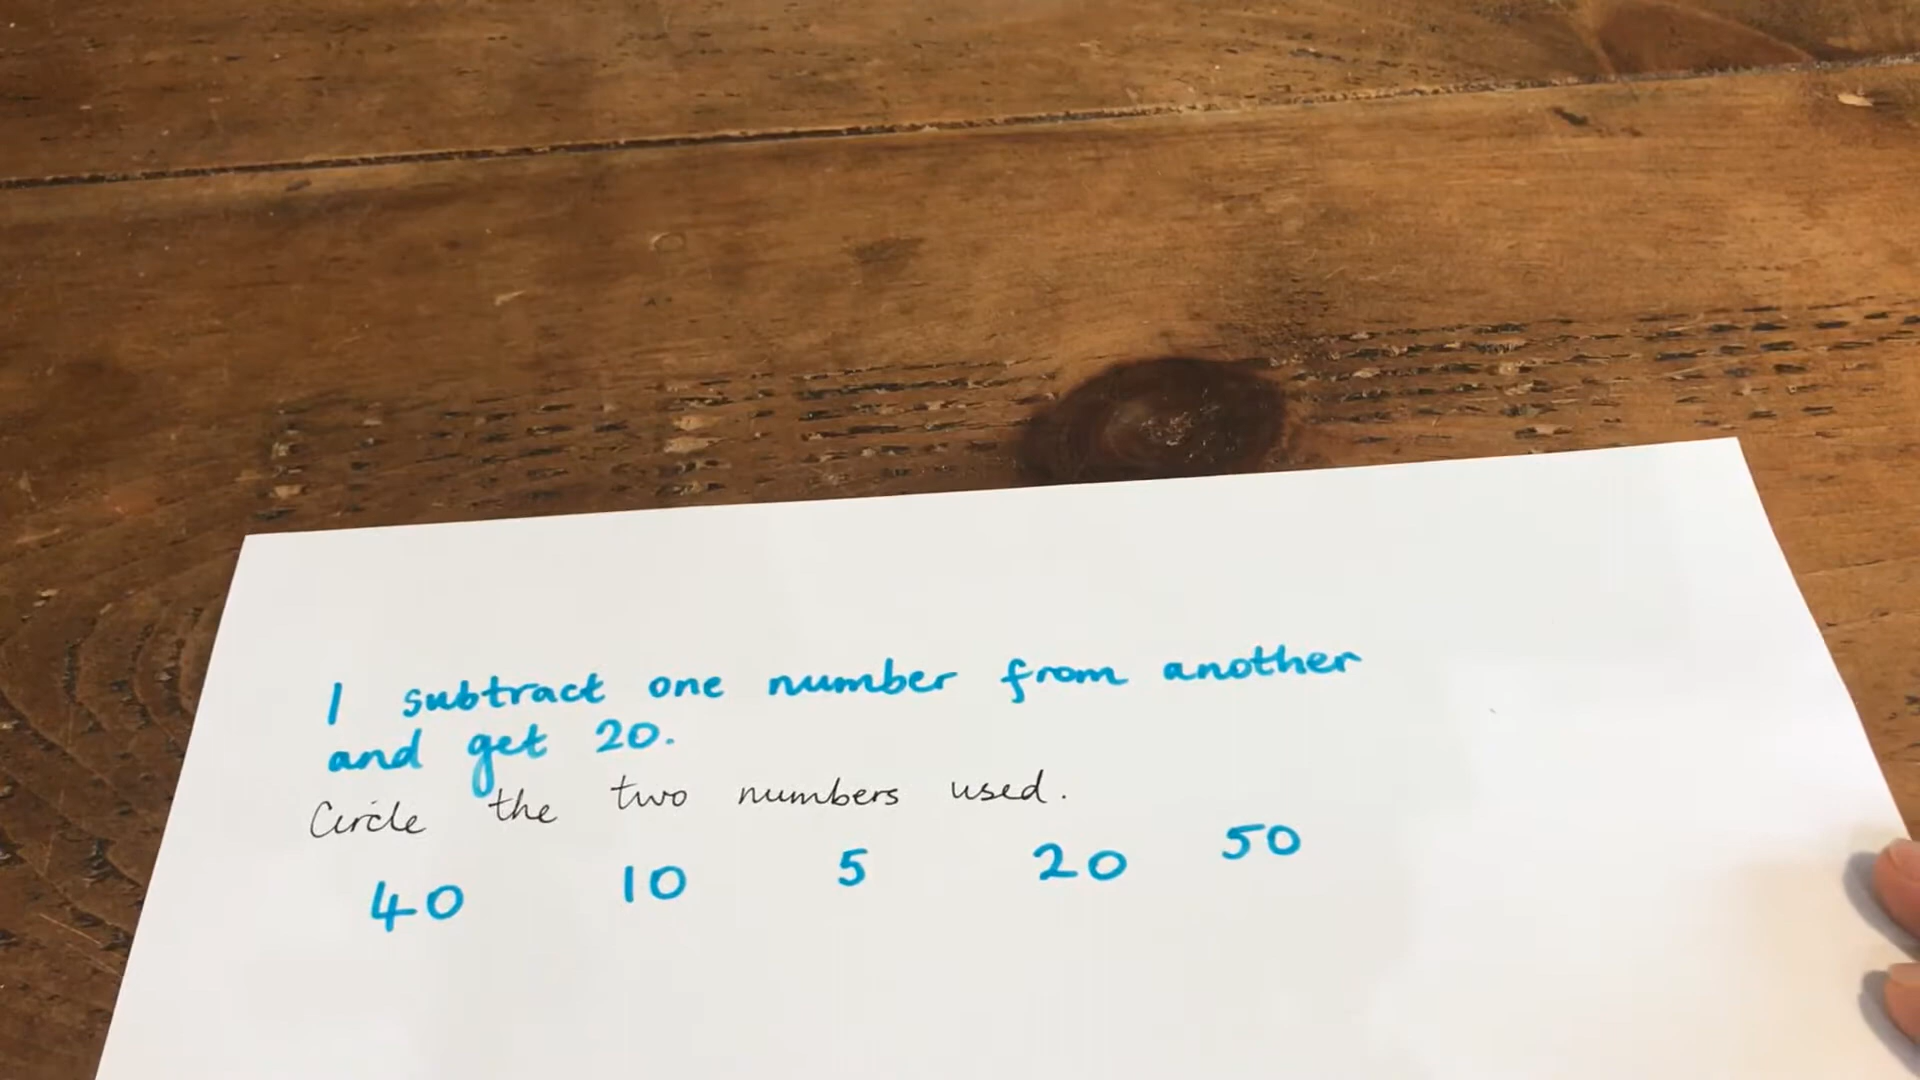 I subtract one number from another
and get 20.
Circle the two numbers used.
40 10 5 20 50